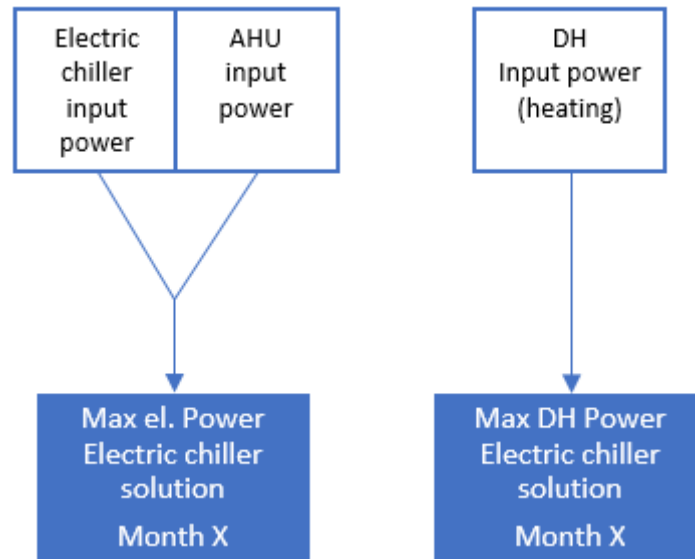 Electric
chiller
input
power
AHU
input
power
DH
Input power
(heating)
Max el. Power
Electric chiller
solution
Month X
Max DH Power
Electric chiller
solution
Month X